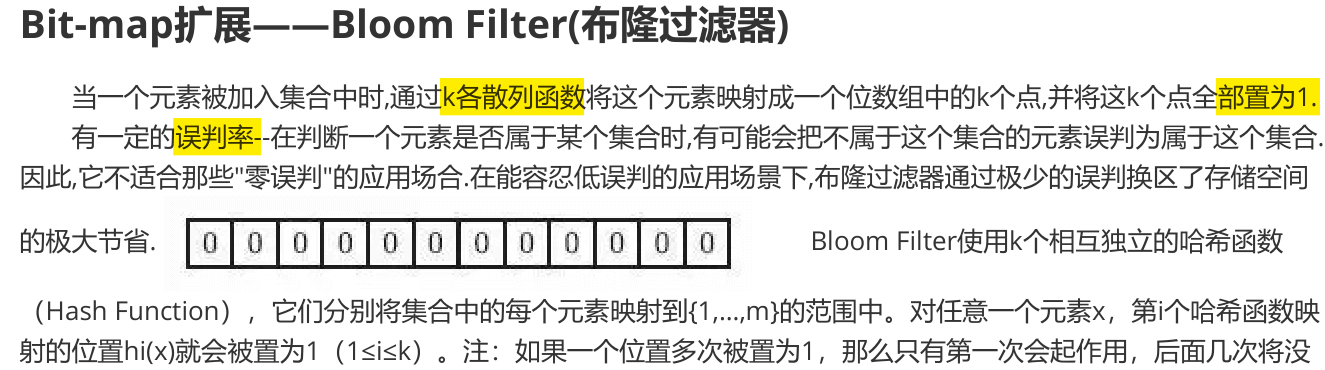 Bit-map扩展——Bloom Filter(布隆过滤器)
当一个元素被加入集合中时,通过k各散列函数将这个元素映射成一个位数组中的k个点,并将这k个点全部置为1.
有一定的误判率--在判断一个元素是否属于某个集合时,有可能会把不属于这个集合的元素误判为属于这个集合.
因此,它不适合那些"零误判"的应用场合.在能容忍低误判的应用场景下,布隆过滤器通过极少的误判换区了存储空间
的极大节省. 0 0 0 0 0 0 0 0 0 0 0 0 Bloom Filter使用k个相互独立的哈希函数
（Hash Function），它们分别将集合中的每个元素映射到{1,…,m}的范围中。对任意一个元素x，第i个哈希函数映
射的位置hi(x)就会被置为1（1≤i≤k）。注：如果一个位置多次被置为1，那么只有第一次会起作用，后面几次将没